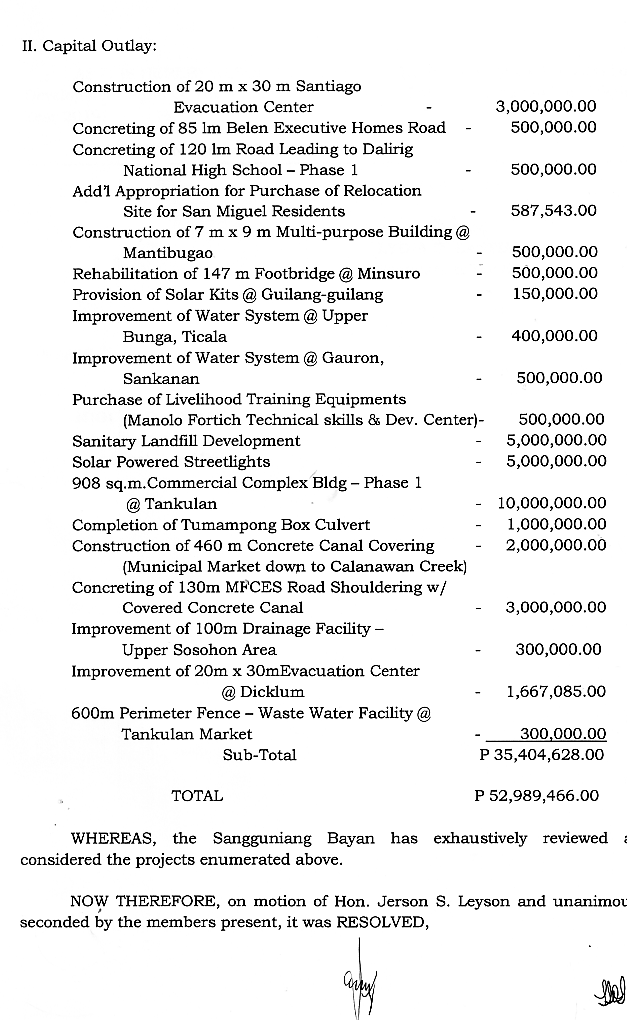 II. Capital Outlay:
Construction of 20 m x 30 m Santiago
Evacuation Center - 3,000,000.00
Concreting of 85 lm Belen Executive Homes Road - 500,000.00
Concreting of 120 lm Road Leading to Dalirig
National High School – Phase 1 - 500,000.00
Add'l Appropriation for Purchase of Relocation
Site for San Miguel Residents - 587,543.00
Construction of 7 m x 9 m Multi-purpose Building @
Mantibugao - 500,000.00
Rehabilitation of 147 m Footbridge @ Minsuro - 500,000.00
Provision of Solar Kits @ Guilang-guilang - 150,000.00
Improvement of Water System @ Upper
Bunga, Ticala - 400,000.00
Improvement of Water System @ Gauron,
Sankanan - 500,000.00
Purchase of Livelihood Training Equipments
(Manolo Fortich Technical skills & Dev. Center)- 500,000.00
Sanitary Landfill Development - 5,000,000.00
Solar Powered Streetlights - 5,000,000.00
908 sq.m.Commercial Complex Bldg – Phase 1
@ Tankulan - 10,000,000.00
Completion of Tumampong Box Culvert - 1,000,000.00
Construction of 460 m Concrete Canal Covering - 2,000,000.00
(Municipal Market down to Calanawan Creek)
Concreting of 130m MFCES Road Shouldering w/
Covered Concrete Canal - 3,000,000.00
Improvement of 100m Drainage Facility –
Upper Sosohon Area - 300,000.00
Improvement of 20m x 30mEvacuation Center
@ Dicklum - 1,667,085.00
600m Perimeter Fence – Waste Water Facility @
Tankulan Market - 300,000.00
Sub-Total P 35,404,628.00
TOTAL P 52,989,466.00
WHEREAS, the Sangguniang Bayan has exhaustively reviewed a
considered the projects enumerated above.
NOW THEREFORE, on motion of Hon. Jerson S. Leyson and unanimou
seconded by the members present, it was RESOLVED,